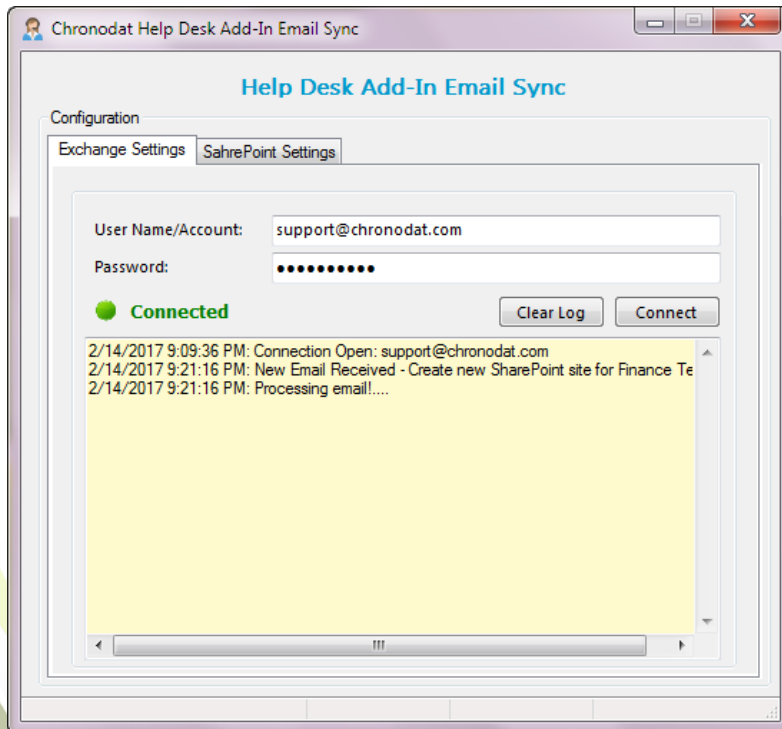 Chronodat Help Desk Add-In Email Sync
Help Desk Add-In Email Sync
Configuration
Exchange Settings
SahrePoint Settings
User Name/Account:
support@chronodat.com
Password:
●●●●●●●●●●
Connected
Clear Log
Connect
2/14/2017 9:09:36 PM: Connection Open: support@chronodat.com
2/14/2017 9:21:16 PM: New Email Received - Create new SharePoint site for Finance Te
2/14/2017 9:21:16 PM: Processing email!....